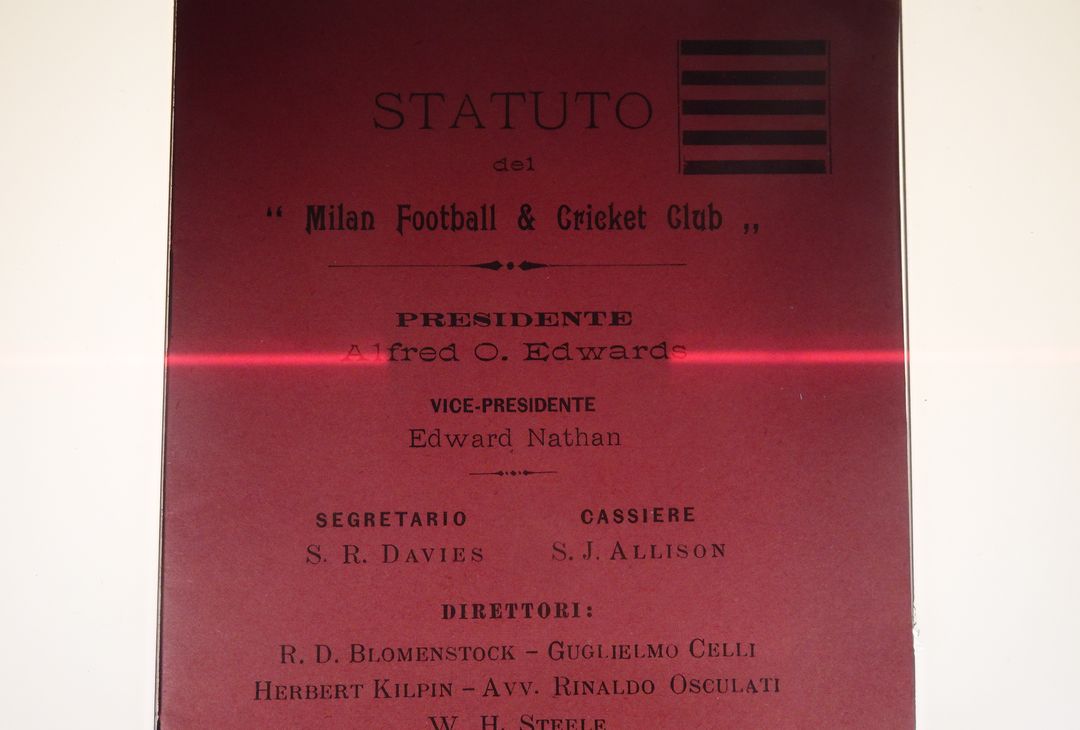 STATUTO
del
“ Milan Football & Cricket Club „
PRESIDENTE
Alfred O. Edwards
VICE-PRESIDENTE
Edward Nathan
SEGRETARIO CASSIERE
S. R. DAVIES S. J. ALLISON
DIRETTORI:
R. D. BLOMENSTOCK – GUGLIELMO CELLI
HERBERT KILPIN – AVV. RINALDO OSCULATI
W. H. STEELE